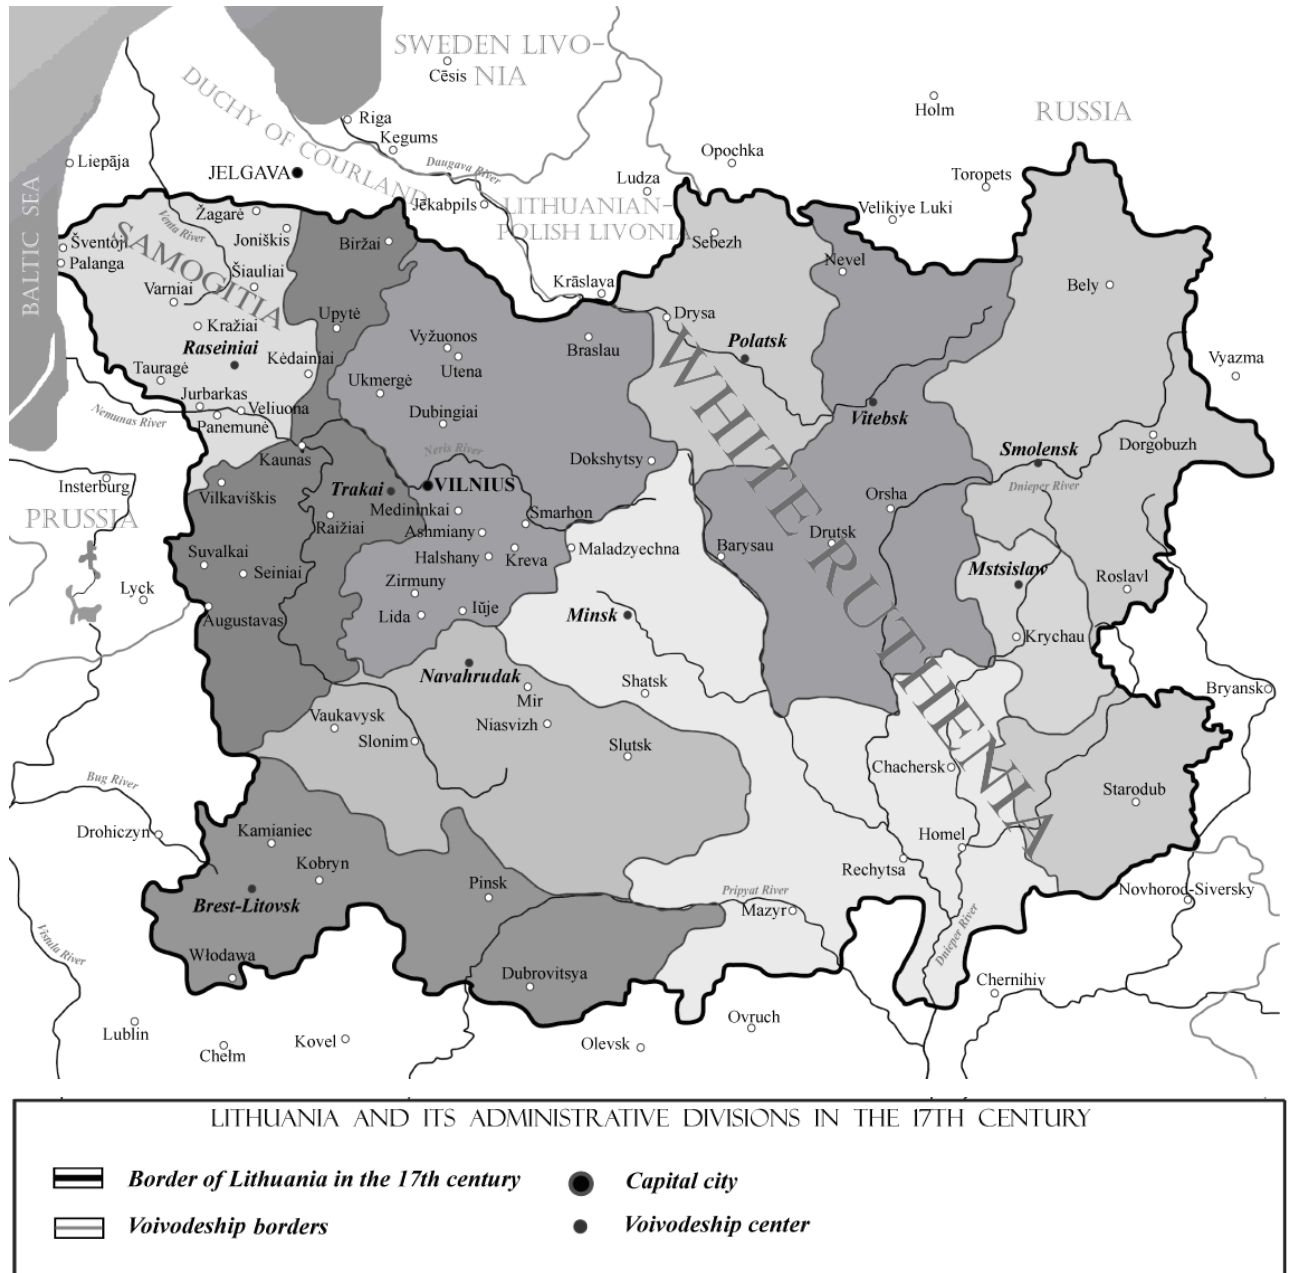 SWEDEN LIVO-
NIA
Cēsis
DUCHY OF COURLAND
Riga
Kegums
Holm
RUSSIA
Liepāja
JELGAVA
Daugava River
Opochka
Ludza
Toropets
BALTIC SEA
Žagarė
Venta River
Jēkabpils
LITHUANIAN-
POLISH LIVONIA
Velikiye Luki
Šventoji
Joniškis
Biržai
Sebezh
SAMOGITIA
Palanga
Šiauliai
Nevel
Varniai
Krāslava
Bely
Kražiai
Upytė
Drysa
Raseiniai
Vyžuonos
Braslau
Polatsk
Tauragė
Kėdainiai
Utena
Vyazma
Jurbarkas
Ukmergė
WHITE RUTHENIA
Veliuona
Dubingiai
Vitebsk
Nemunas River
Panemunė
Neris River
Dorgobuzh
Kaunas
Dokshytsy
Smolensk
Insterburg
Vilkaviškis
Trakai
VILNIUS
Dnieper River
Orsha
PRUSSIA
Medininkai
Smarhon
Raižiai
Ashmiany
Drutsk
Suvalkai
Halshany
Kreva
Maladzyechna
Barysau
Seiniai
Zirmuny
Mstsislaw
Lyck
Roslavl
Augustavas
Lida
Iŭje
Minsk
Krychau
Navahrudak
Shatsk
Bryansk
Mir
Vaukavysk
Niasvizh
Slonim
Slutsk
Chachersk
Bug River
Starodub
Drohiczyn
Kamianiec
Homel
Kobryn
Rechytsa
Pinsk
Pripyat River
Novhorod-Siversky
Brest-Litovsk
Mazyr
Vistula River
Dnieper River
Włodawa
Dubrovitsya
Chernihiv
Lublin
Ovruch
Chełm
Kovel
Olevsk
LITHUANIA AND ITS ADMINISTRATIVE DIVISIONS IN THE 17TH CENTURY
Border of Lithuania in the 17th century
Capital city
Voivodeship borders
Voivodeship center